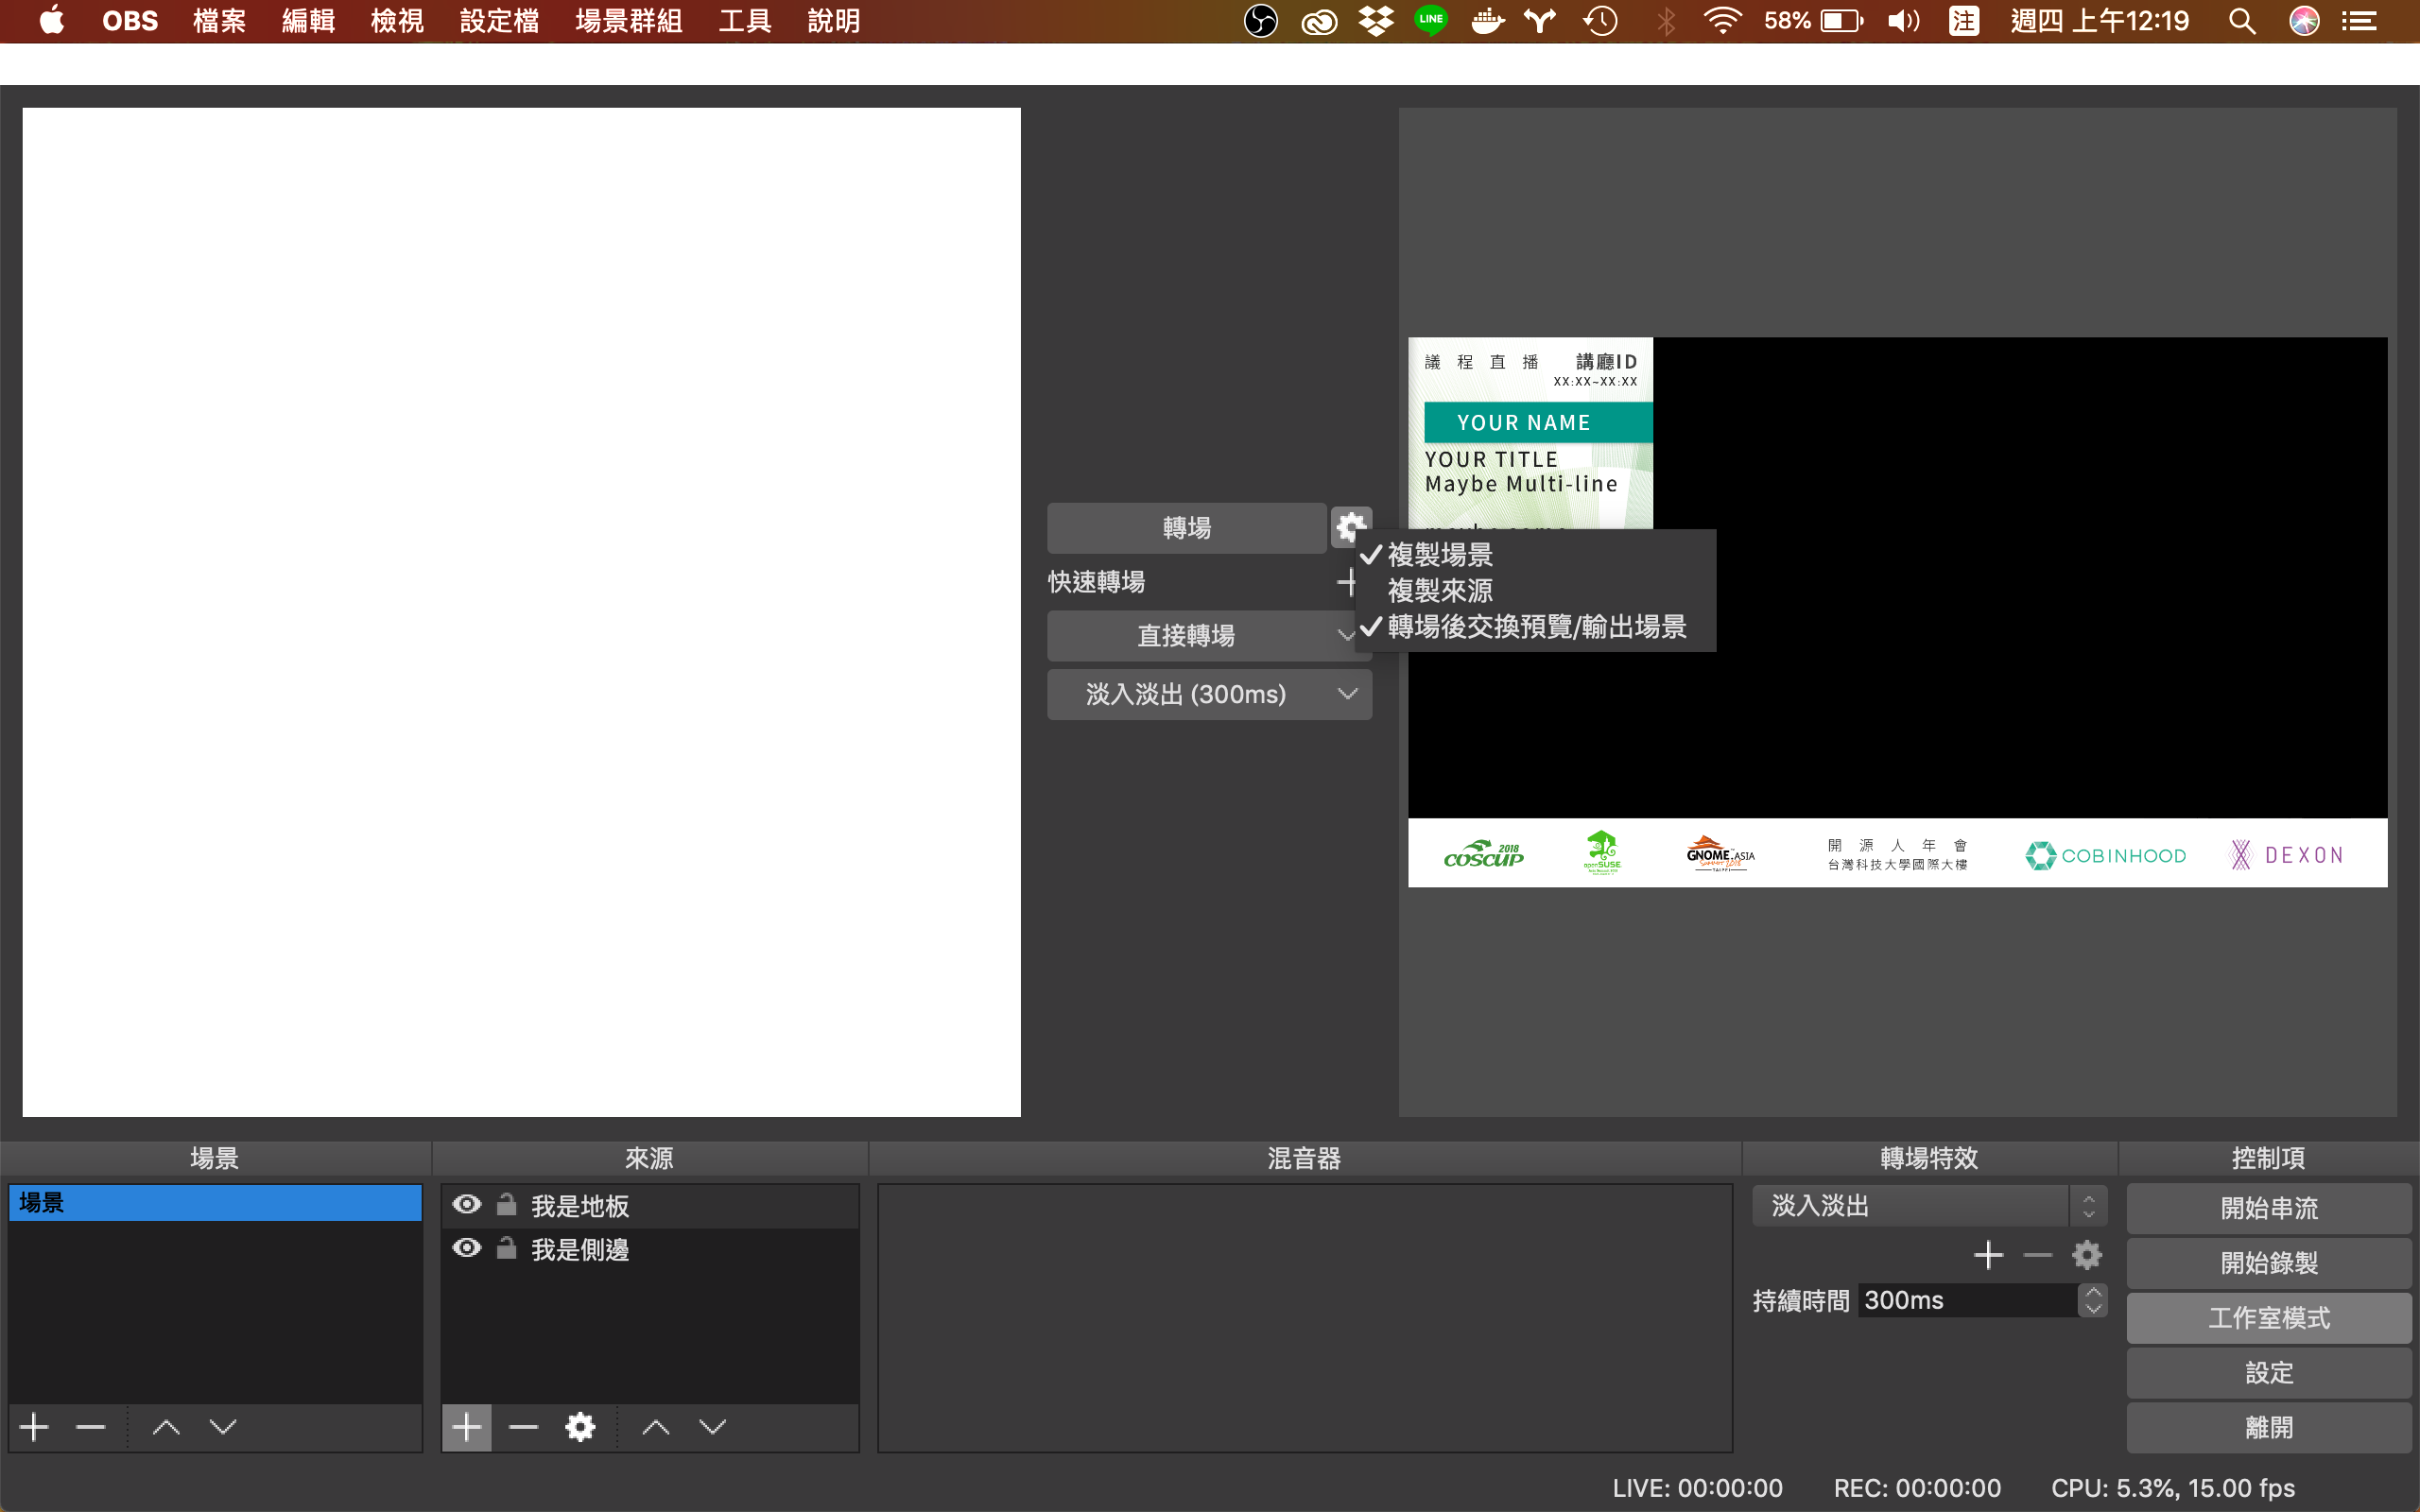 OBS 檔案 編輯 檢視 設定檔 場景群組 工具 說明 LINE 58% 注 週四 上午12:19
議程直播 講廳ID
XX:XX~XX:XX
YOUR NAME
YOUR TITLE
Maybe Multi-line
轉場
快速轉場
直接轉場
淡入淡出 (300ms)
複製場景
複製來源
轉場後交換預覽/輸出場景
2018
COSCUP
openSUSE
GNOME.ASIA
Summit 2018
TAIPEI
開源人年會
台灣科技大學國際大樓
COBINHOOD
DEXON
場景 來源 混音器 轉場特效 控制項
場景
我是地板
我是側邊
淡入淡出
持續時間 300ms
開始串流
開始錄製
工作室模式
設定
離開
LIVE: 00:00:00 REC: 00:00:00 CPU: 5.3%, 15.00 fps